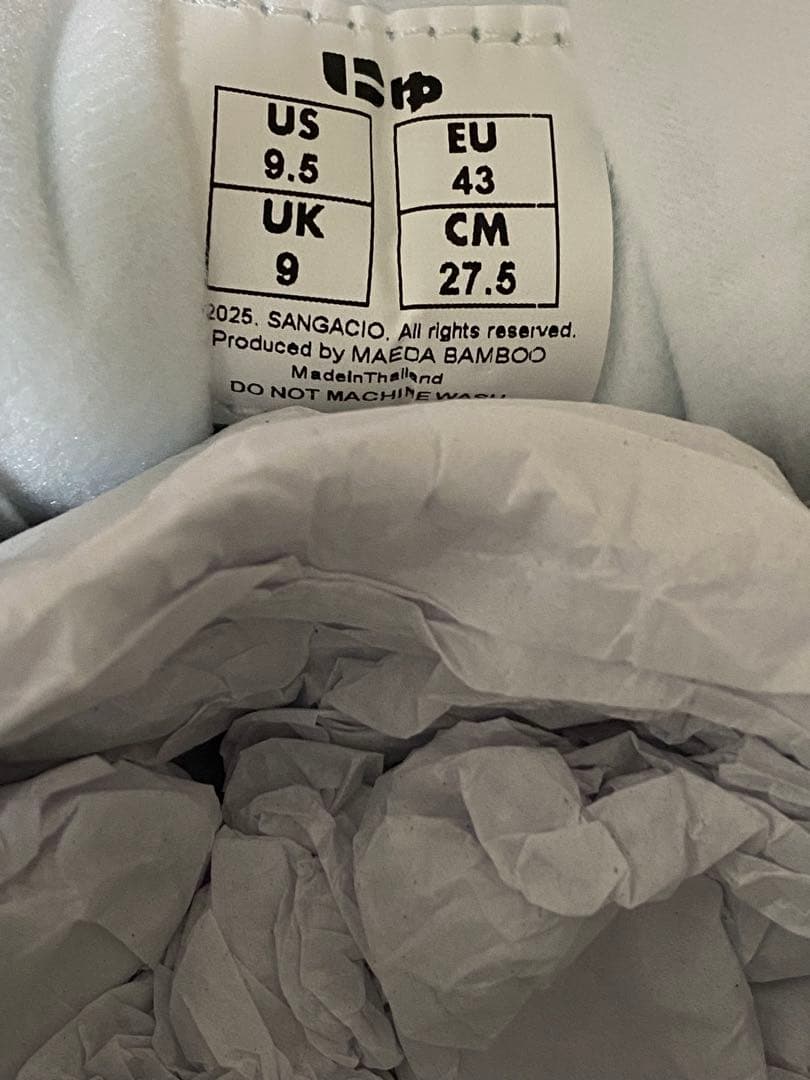 にゅ
US
9.5
UK
9
EU
43
CM
27.5
2025. SANGACIO. All rights reserved.
Produced by MAEDA BAMBOO
MadeInThailand
DO NOT MACHINE WASH